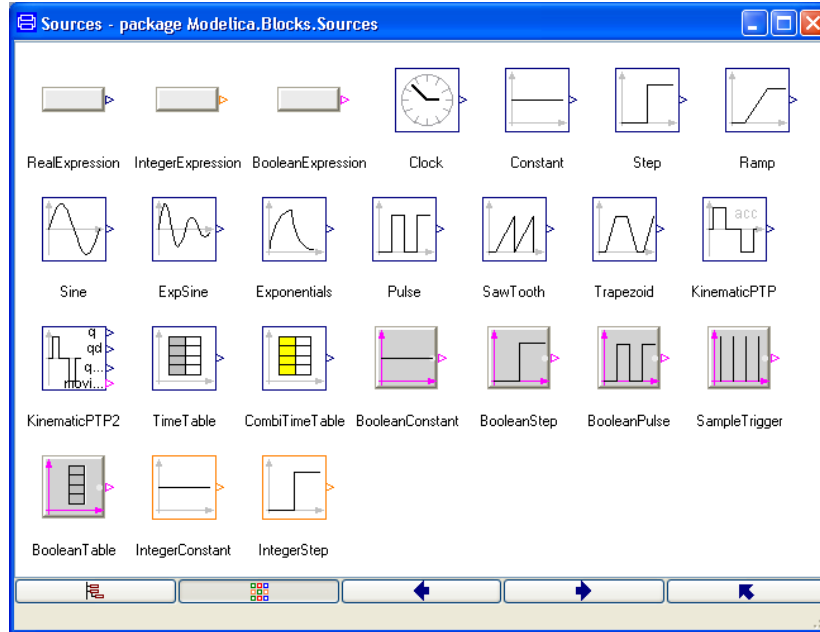 Sources - package Modelica.Blocks.Sources
RealExpression IntegerExpression BooleanExpression Clock Constant Step Ramp
acc
Sine ExpSine Exponentials Pulse SawTooth Trapezoid KinematicPTP
q
qd
q...
movi...
KinematicPTP2 TimeTable CombiTimeTable BooleanConstant BooleanStep BooleanPulse SampleTrigger
BooleanTable IntegerConstant IntegerStep